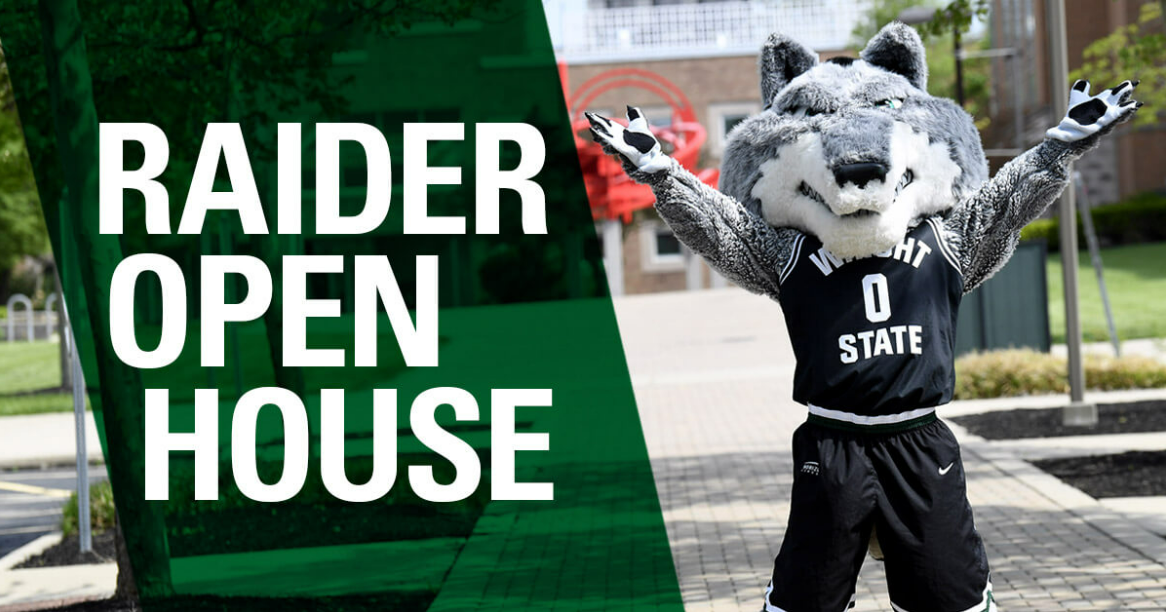 RAIDER
OPEN
HOUSE
WRIGHT
0
STATE